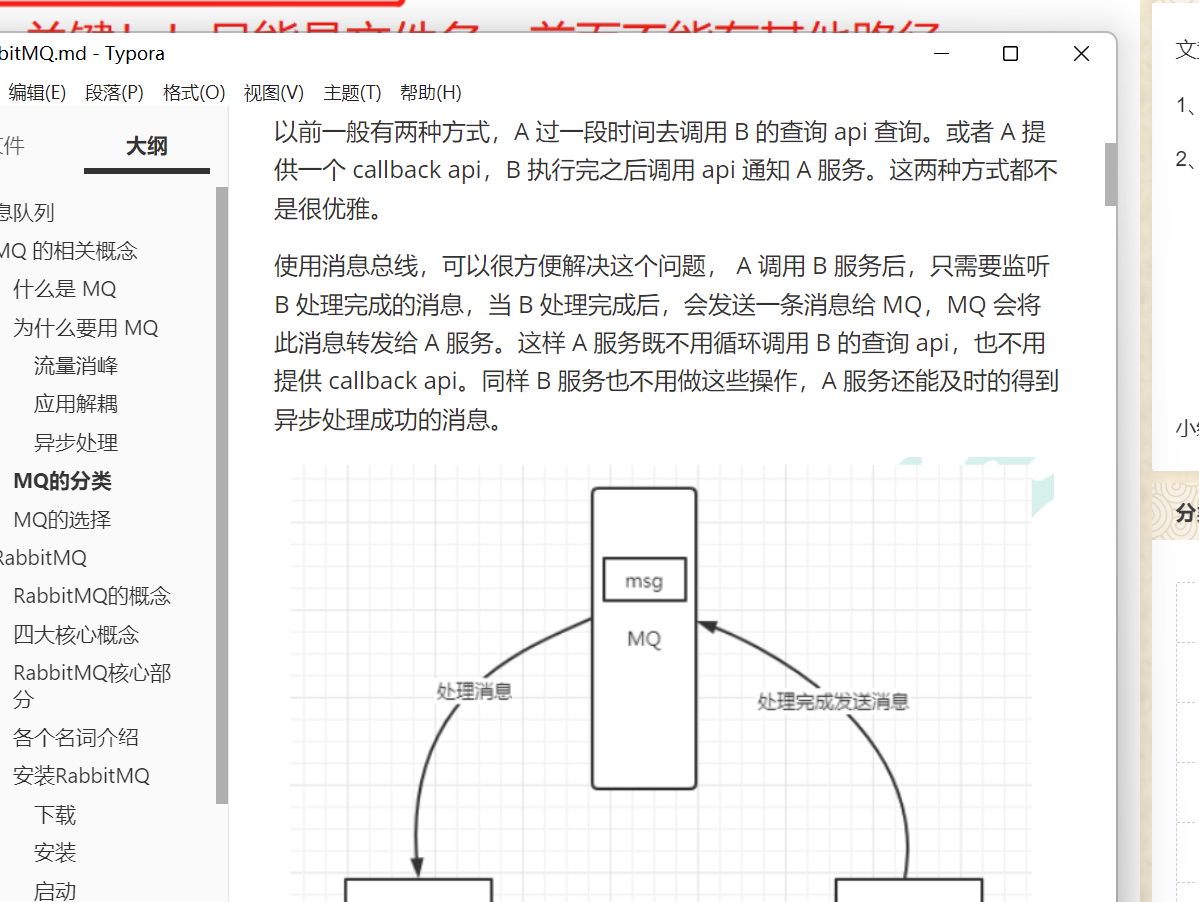 bitMQ.md - Typora
编辑(E) 段落(P) 格式(O) 视图(V) 主题(T) 帮助(H)
件
大纲
息队列
MQ 的相关概念
什么是 MQ
为什么要用 MQ
流量消峰
应用解耦
异步处理
MQ的分类
MQ的选择
RabbitMQ
RabbitMQ的概念
四大核心概念
RabbitMQ核心部
分
各个名词介绍
安装RabbitMQ
下载
安装
启动
以前一般有两种方式，A 过一段时间去调用 B 的查询 api 查询。或者 A 提
供一个 callback api，B 执行完之后调用 api 通知 A 服务。这两种方式都不
是很优雅。
使用消息总线，可以很方便解决这个问题， A 调用 B 服务后，只需要监听
B 处理完成的消息，当 B 处理完成后，会发送一条消息给 MQ，MQ 会将
此消息转发给 A 服务。这样 A 服务既不用循环调用 B 的查询 api，也不用
提供 callback api。同样 B 服务也不用做这些操作，A 服务还能及时的得到
异步处理成功的消息。
msg
MQ
处理消息
处理完成发送消息
文
1、
2、
小
分